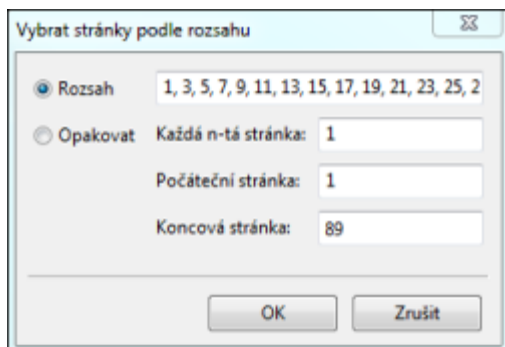 Vybrat stránky podle rozsahu
Rozsah 1, 3, 5, 7, 9, 11, 13, 15, 17, 19, 21, 23, 25, 2
Opakovat Každá n-tá stránka: 1
Počáteční stránka: 1
Koncová stránka: 89
OK Zrušit